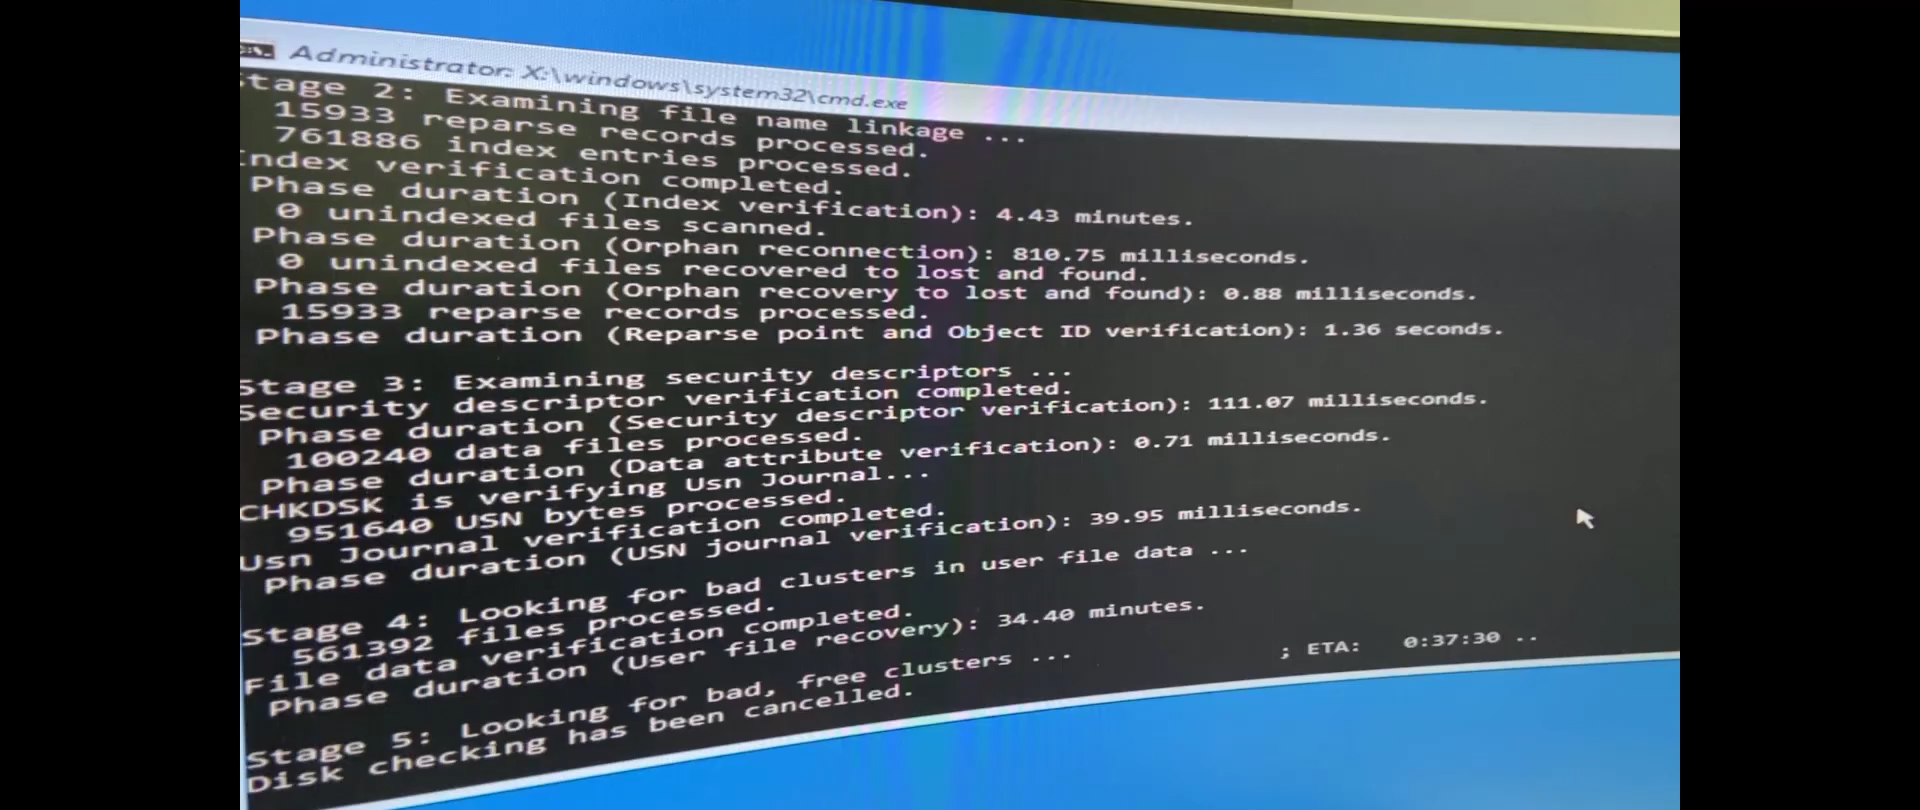 Administrator: X:\windows\system32\cmd.exe
Stage 2: Examining file name linkage ...
15933 reparse records processed.
761886 index entries processed.
Index verification completed.
Phase duration (Index verification): 4.43 minutes.
0 unindexed files scanned.
Phase duration (Orphan reconnection): 810.75 milliseconds.
0 unindexed files recovered to lost and found.
Phase duration (Orphan recovery to lost and found): 0.88 milliseconds.
15933 reparse records processed.
Phase duration (Reparse point and Object ID verification): 1.36 seconds.
Stage 3: Examining security descriptors ...
Security descriptor verification completed.
Phase duration (Security descriptor verification): 111.07 milliseconds.
100240 data files processed.
Phase duration (Data attribute verification): 0.71 milliseconds.
CHKDSK is verifying Usn Journal...
951640 USN bytes processed.
Usn Journal verification completed.
Phase duration (USN journal verification): 39.95 milliseconds.
Stage 4: Looking for bad clusters in user file data ...
561392 files processed.
File data verification completed.
Phase duration (User file recovery): 34.40 minutes.
; ETA: 0:37:30 ..
Stage 5: Looking for bad, free clusters ...
Disk checking has been cancelled.